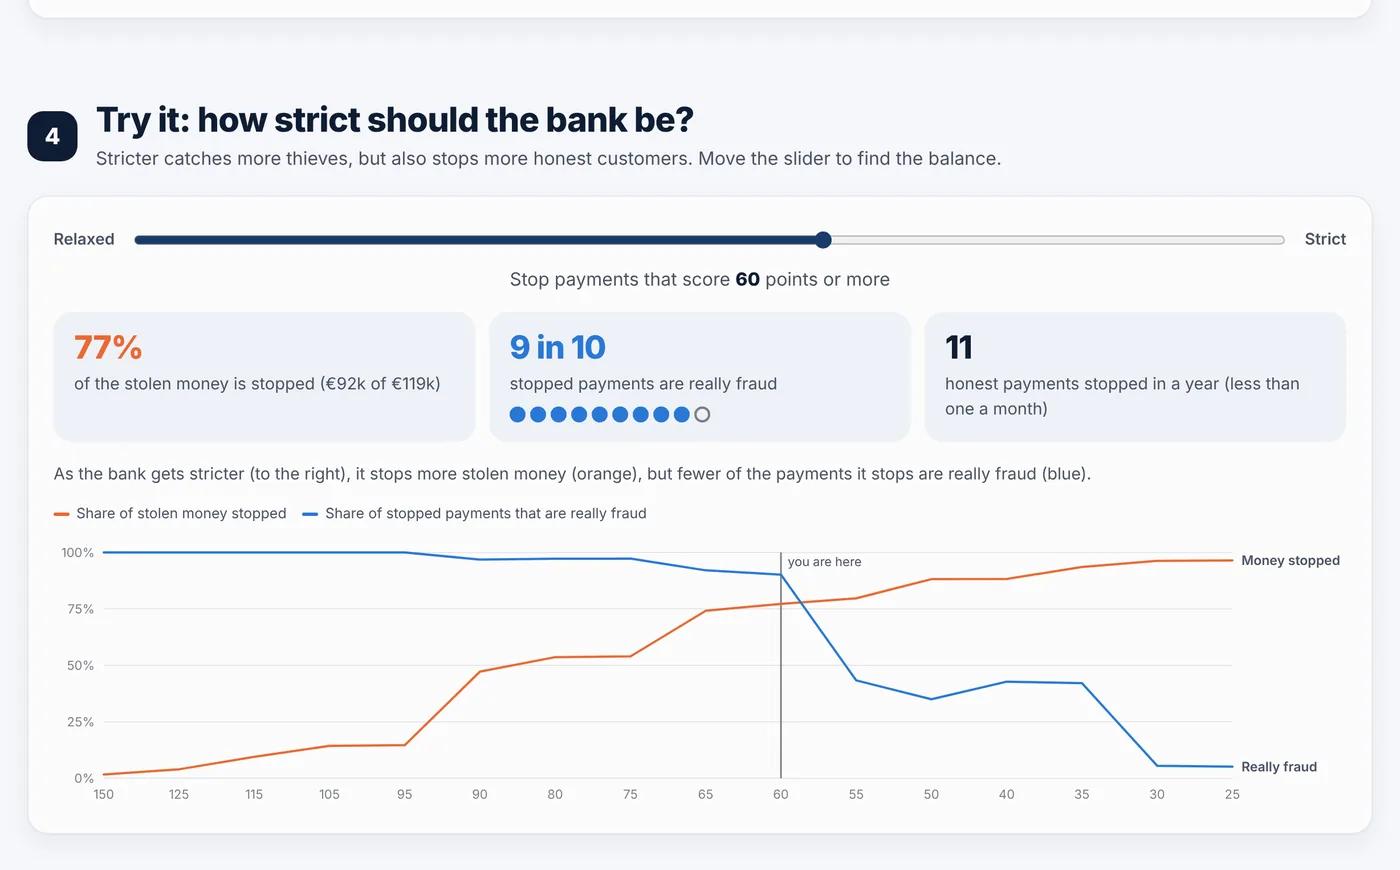 4
Try it: how strict should the bank be?
Stricter catches more thieves, but also stops more honest customers. Move the slider to find the balance.
Relaxed
Strict
Stop payments that score 60 points or more
77%
of the stolen money is stopped (€92k of €119k)
9 in 10
stopped payments are really fraud
11
honest payments stopped in a year (less than
one a month)
As the bank gets stricter (to the right), it stops more stolen money (orange), but fewer of the payments it stops are really fraud (blue).
Share of stolen money stopped
Share of stopped payments that are really fraud
100%
75%
50%
25%
0%
you are here
Money stopped
Really fraud
150 125 115 105 95 90 80 75 65 60 55 50 40 35 30 25